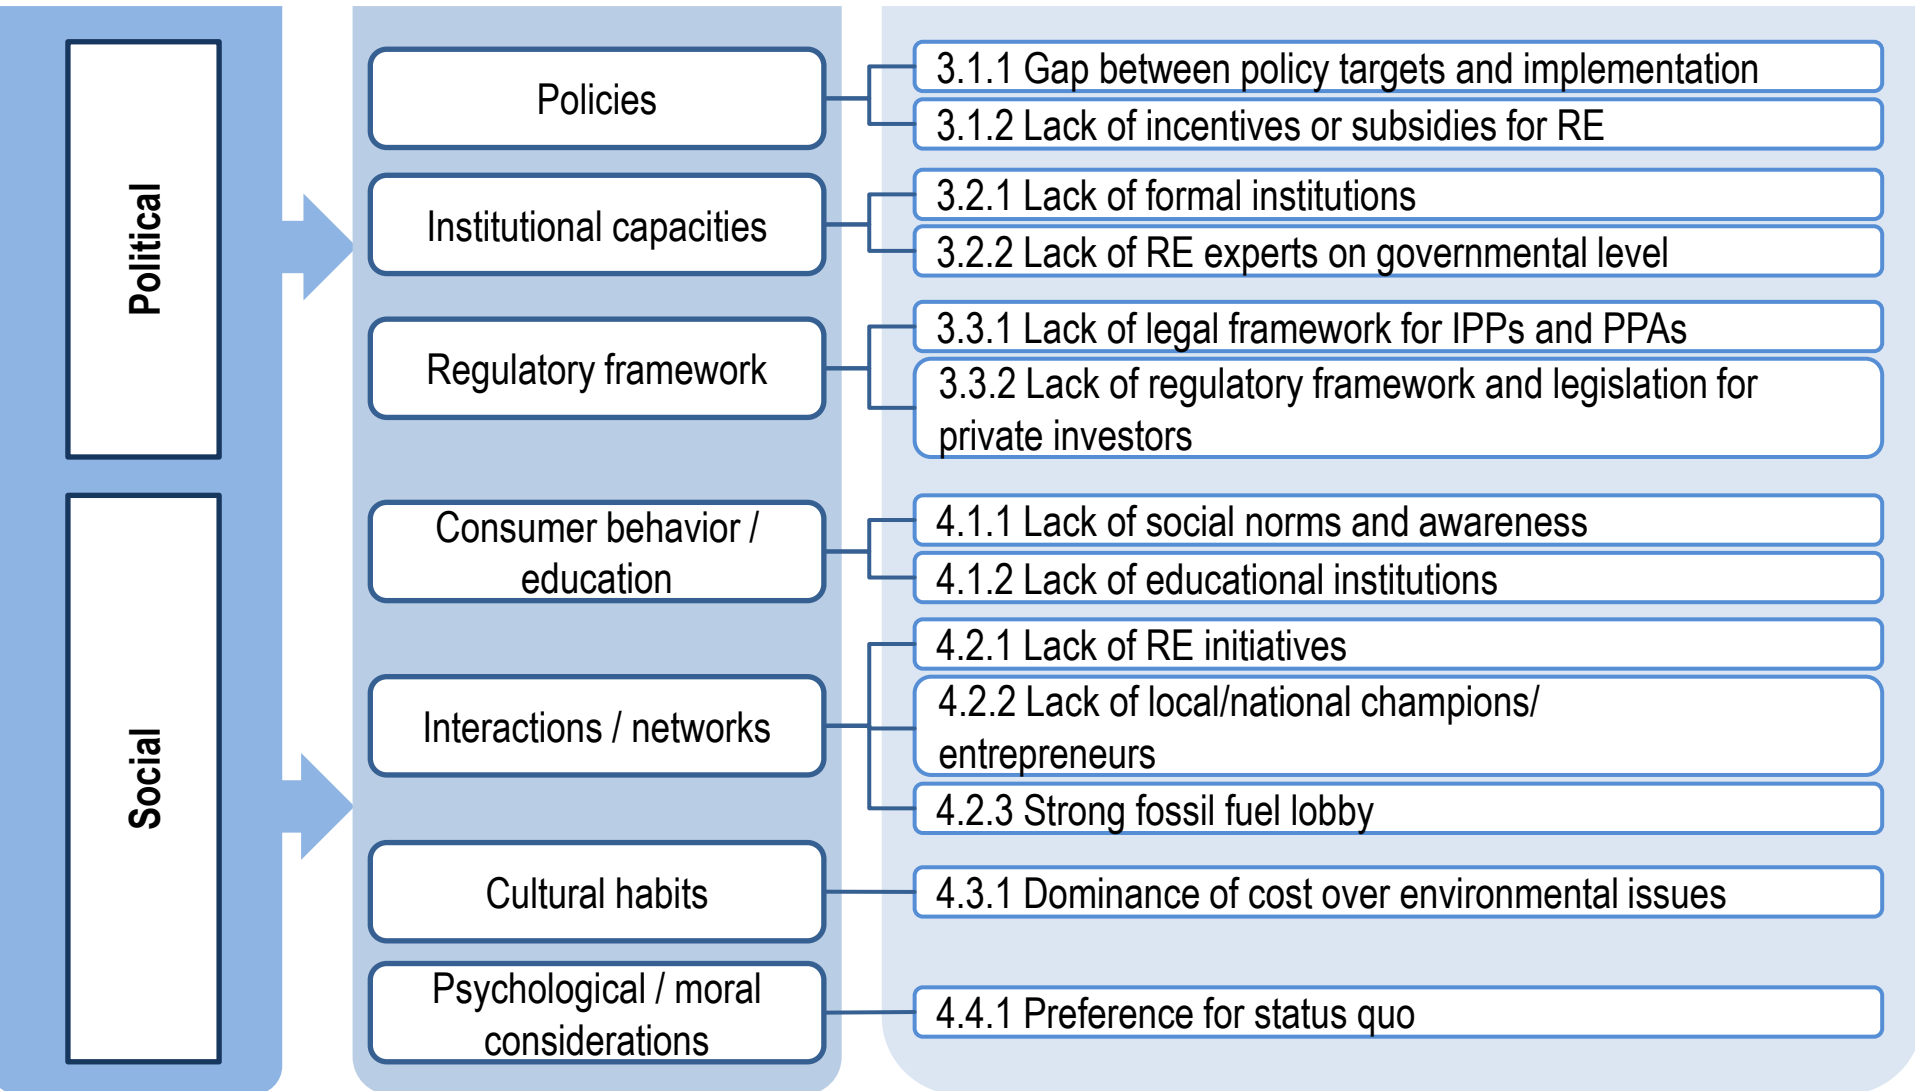 Political
Policies
3.1.1 Gap between policy targets and implementation
3.1.2 Lack of incentives or subsidies for RE
Institutional capacities
3.2.1 Lack of formal institutions
3.2.2 Lack of RE experts on governmental level
Regulatory framework
3.3.1 Lack of legal framework for IPPs and PPAs
3.3.2 Lack of regulatory framework and legislation for
private investors
Social
Consumer behavior /
education
4.1.1 Lack of social norms and awareness
4.1.2 Lack of educational institutions
Interactions / networks
4.2.1 Lack of RE initiatives
4.2.2 Lack of local/national champions/
entrepreneurs
4.2.3 Strong fossil fuel lobby
Cultural habits
4.3.1 Dominance of cost over environmental issues
Psychological / moral
considerations
4.4.1 Preference for status quo